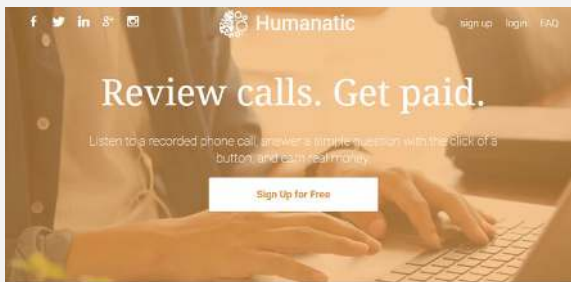 Humanatic
sign up login FAQ
Review calls. Get paid.
Listen to a recorded phone call, answer a simple question with the click of a
button, and earn real money.
Sign Up for Free